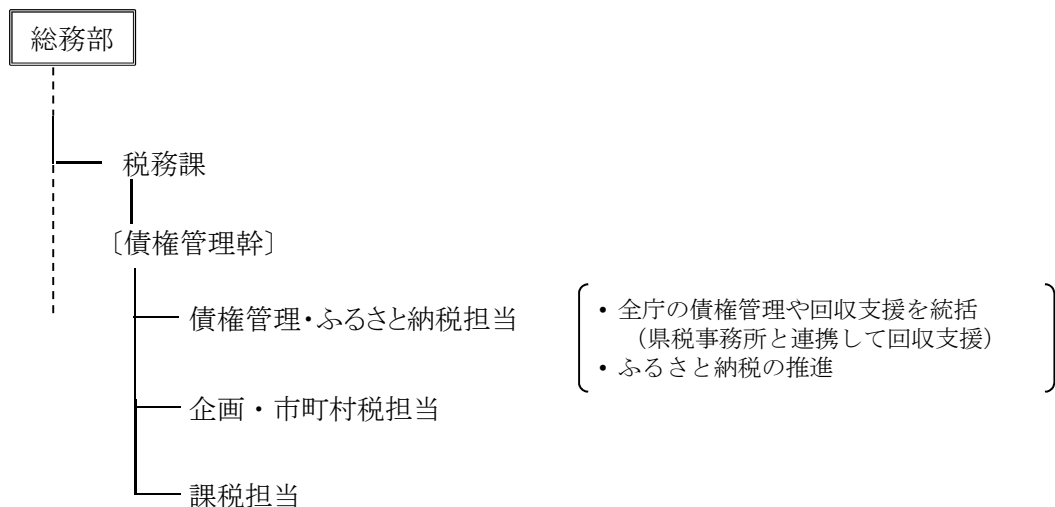 総務部
税務課
〔債権管理幹〕
債権管理・ふるさと納税担当
・全庁の債権管理や回収支援を統括
（県税事務所と連携して回収支援）
・ふるさと納税の推進
企画・市町村税担当
課税担当